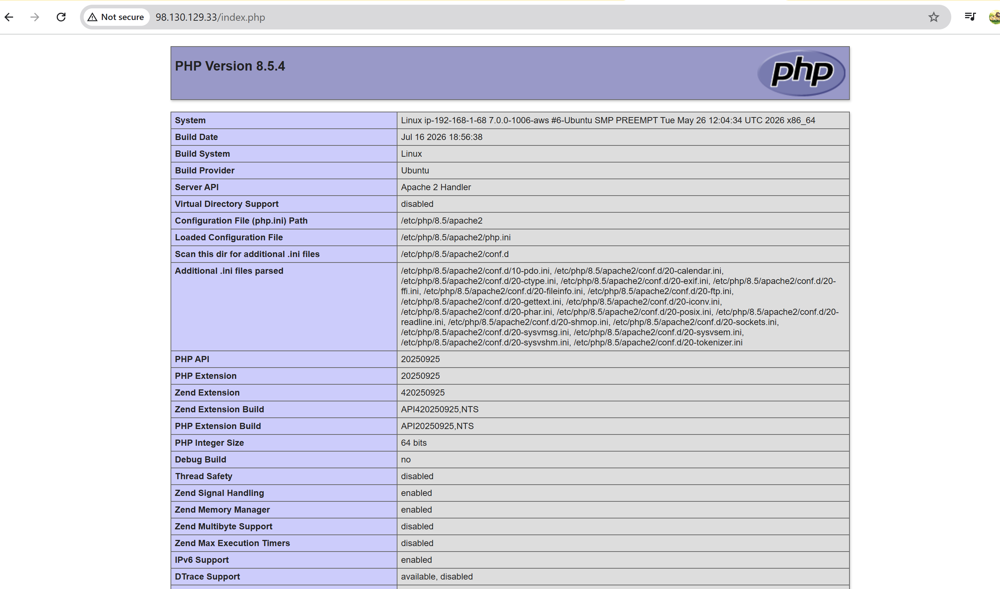 Not secure 98.130.129.33/index.php
PHP Version 8.5.4
php
System Linux ip-192-168-1-68 7.0.0-1006-aws #6-Ubuntu SMP PREEMPT Tue May 26 12:04:34 UTC 2026 x86_64
Build Date Jul 16 2026 18:56:38
Build System Linux
Build Provider Ubuntu
Server API Apache 2 Handler
Virtual Directory Support disabled
Configuration File (php.ini) Path /etc/php/8.5/apache2
Loaded Configuration File /etc/php/8.5/apache2/php.ini
Scan this dir for additional .ini files /etc/php/8.5/apache2/conf.d
Additional .ini files parsed /etc/php/8.5/apache2/conf.d/10-pdo.ini, /etc/php/8.5/apache2/conf.d/20-calendar.ini,
/etc/php/8.5/apache2/conf.d/20-ctype.ini, /etc/php/8.5/apache2/conf.d/20-exif.ini, /etc/php/8.5/apache2/conf.d/20-
ffi.ini, /etc/php/8.5/apache2/conf.d/20-fileinfo.ini, /etc/php/8.5/apache2/conf.d/20-ftp.ini,
/etc/php/8.5/apache2/conf.d/20-gettext.ini, /etc/php/8.5/apache2/conf.d/20-iconv.ini,
/etc/php/8.5/apache2/conf.d/20-phar.ini, /etc/php/8.5/apache2/conf.d/20-posix.ini, /etc/php/8.5/apache2/conf.d/20-
readline.ini, /etc/php/8.5/apache2/conf.d/20-shmop.ini, /etc/php/8.5/apache2/conf.d/20-sockets.ini,
/etc/php/8.5/apache2/conf.d/20-sysvmsg.ini, /etc/php/8.5/apache2/conf.d/20-sysvsem.ini,
/etc/php/8.5/apache2/conf.d/20-sysvshm.ini, /etc/php/8.5/apache2/conf.d/20-tokenizer.ini
PHP API 20250925
PHP Extension 20250925
Zend Extension 420250925
Zend Extension Build API420250925,NTS
PHP Extension Build API20250925,NTS
PHP Integer Size 64 bits
Debug Build no
Thread Safety disabled
Zend Signal Handling enabled
Zend Memory Manager enabled
Zend Multibyte Support disabled
Zend Max Execution Timers disabled
IPv6 Support enabled
DTrace Support available, disabled